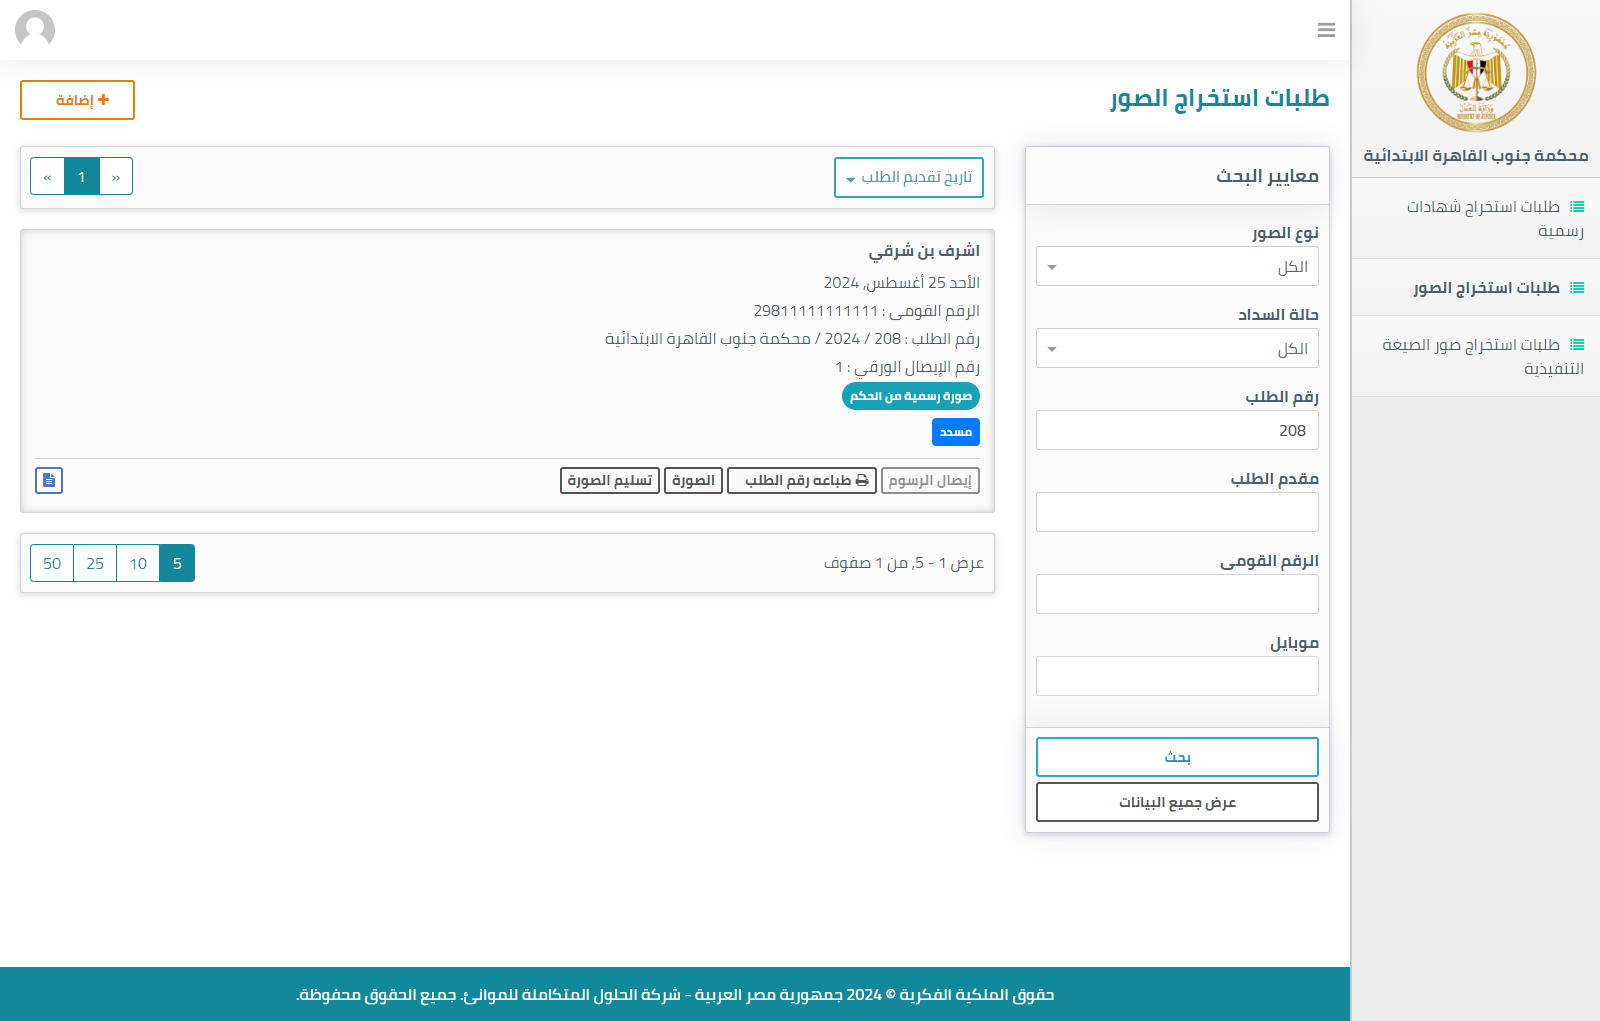 محكمة جنوب القاهرة الابتدائية
طلبات استخراج شهادات
رسمية
طلبات استخراج الصور
طلبات استخراج صور الصيغة
التنفيذية
طلبات استخراج الصور
إضافة
معايير البحث
نوع الصور
الكل
حالة السداد
الكل
رقم الطلب
208
مقدم الطلب
الرقم القومى
موبايل
بحث
عرض جميع البيانات
تاريخ تقديم الطلب
« 1 »
اشرف بن شرقي
الأحد 25 أغسطس, 2024
الرقم القومى : 29811111111111
رقم الطلب : 208 / 2024 / محكمة جنوب القاهرة الابتدائية
رقم الإيصال الورقي : 1
صورة رسمية من الحكم
مسدد
إيصال الرسوم طباعه رقم الطلب الصورة تسليم الصورة
عرض 1 - 5, من 1 صفوف
5 10 25 50
حقوق الملكية الفكرية © 2024 جمهورية مصر العربية - شركة الحلول المتكاملة للموانئ. جميع الحقوق محفوظة.